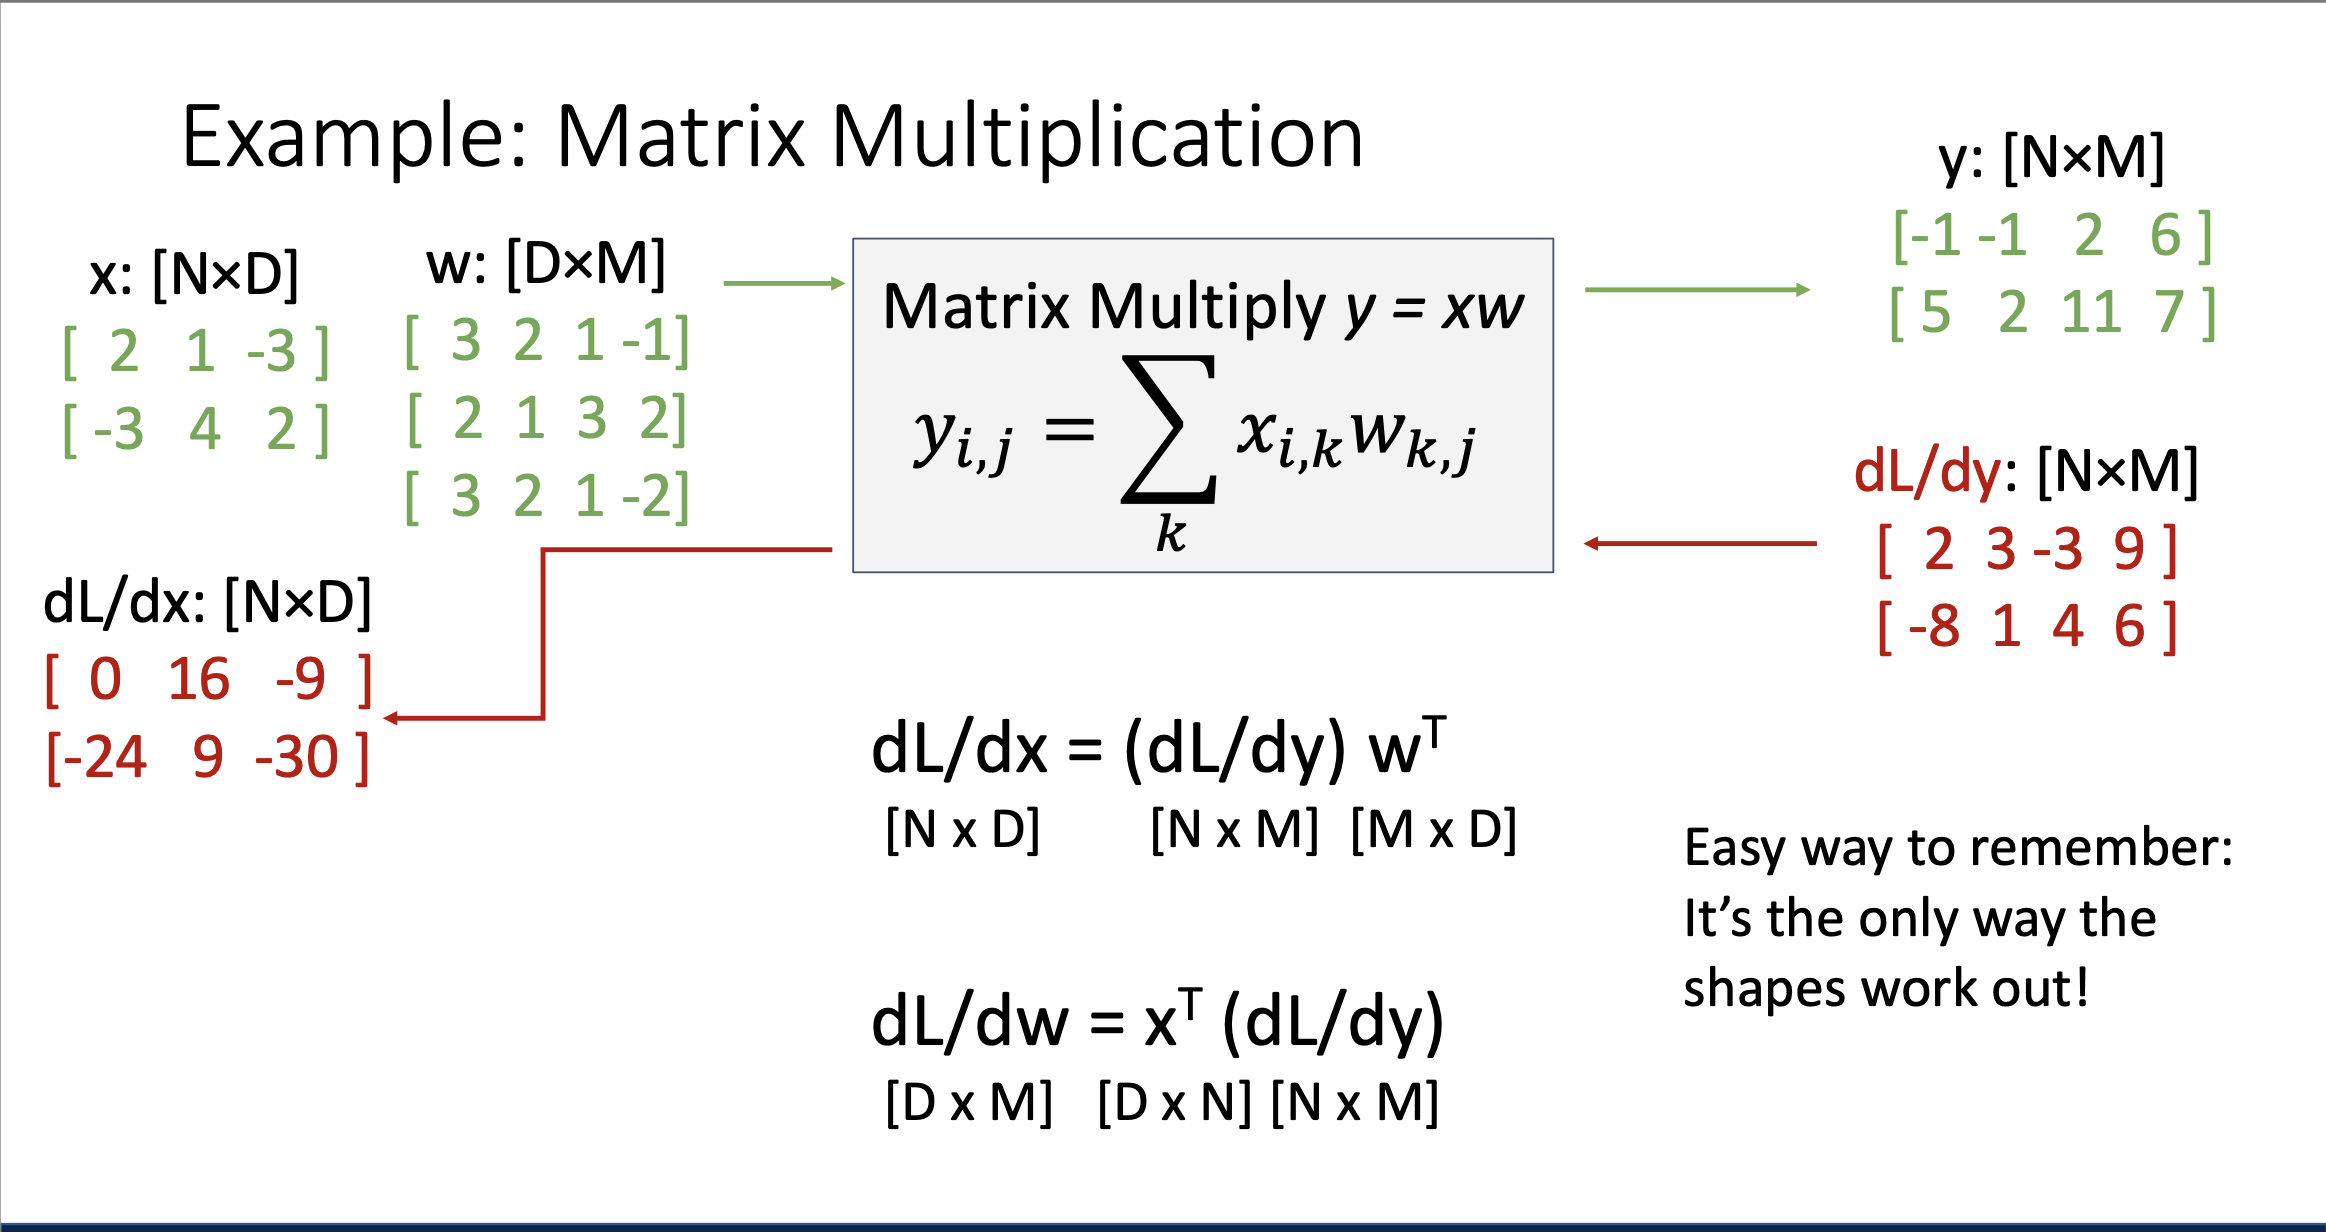 Example: Matrix Multiplication
x: [N×D]
[ 2 1 -3 ]
[ -3 4 2 ]
w: [D×M]
[ 3 2 1 -1]
[ 2 1 3 2]
[ 3 2 1 -2]
Matrix Multiply y = xw
y_{i,j} = ∑_k x_{i,k} w_{k,j}
y: [N×M]
[-1 -1 2 6 ]
[ 5 2 11 7 ]
dL/dy: [N×M]
[ 2 3 -3 9 ]
[ -8 1 4 6 ]
dL/dx: [N×D]
[ 0 16 -9 ]
[-24 9 -30 ]
dL/dx = (dL/dy) wᵀ
[N x D] [N x M] [M x D]
dL/dw = xᵀ (dL/dy)
[D x M] [D x N] [N x M]
Easy way to remember:
It’s the only way the
shapes work out!